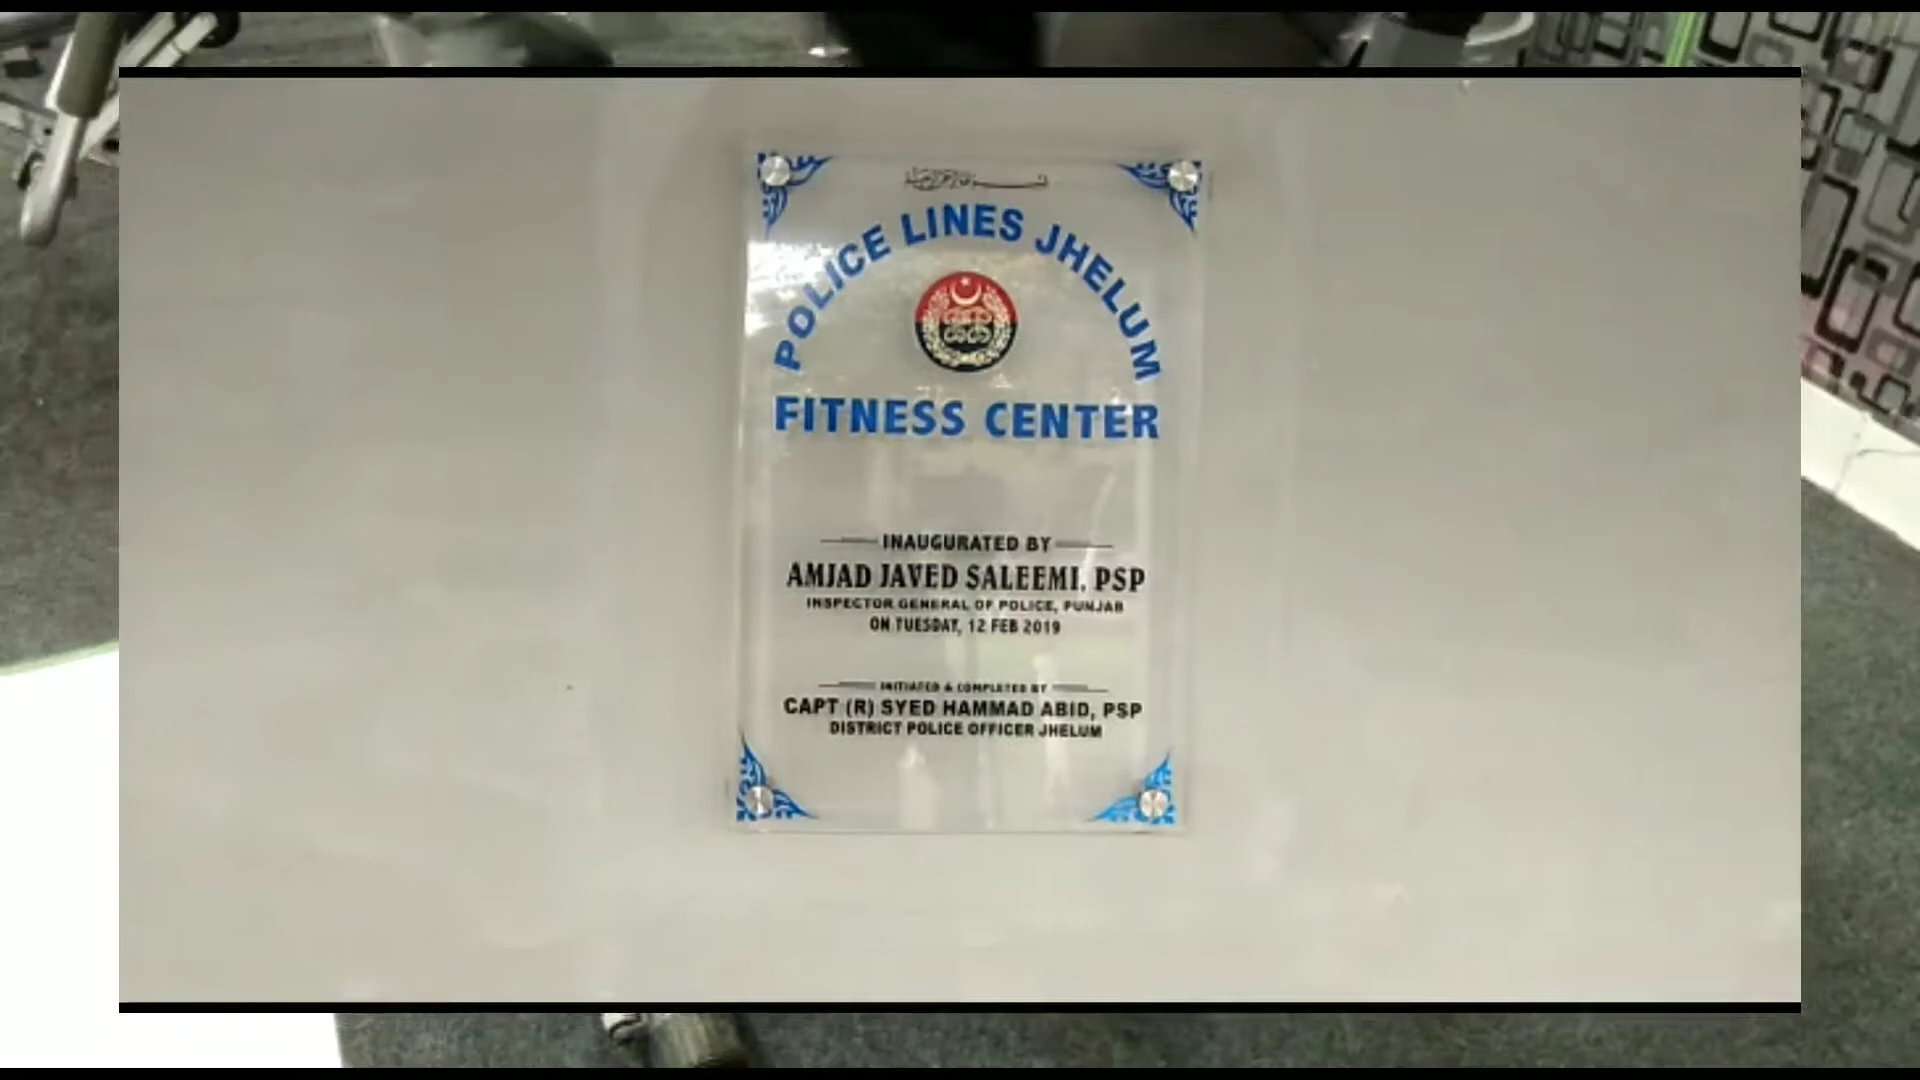 POLICE LINES JHELUM
FITNESS CENTER
INAUGURATED BY
AMJAD JAVED SALEEMI, PSP
INSPECTOR GENERAL OF POLICE, PUNJAB
ON TUESDAY, 12 FEB 2019
INITIATED & COMPLETED BY
CAPT (R) SYED HAMMAD ABID, PSP
DISTRICT POLICE OFFICER JHELUM